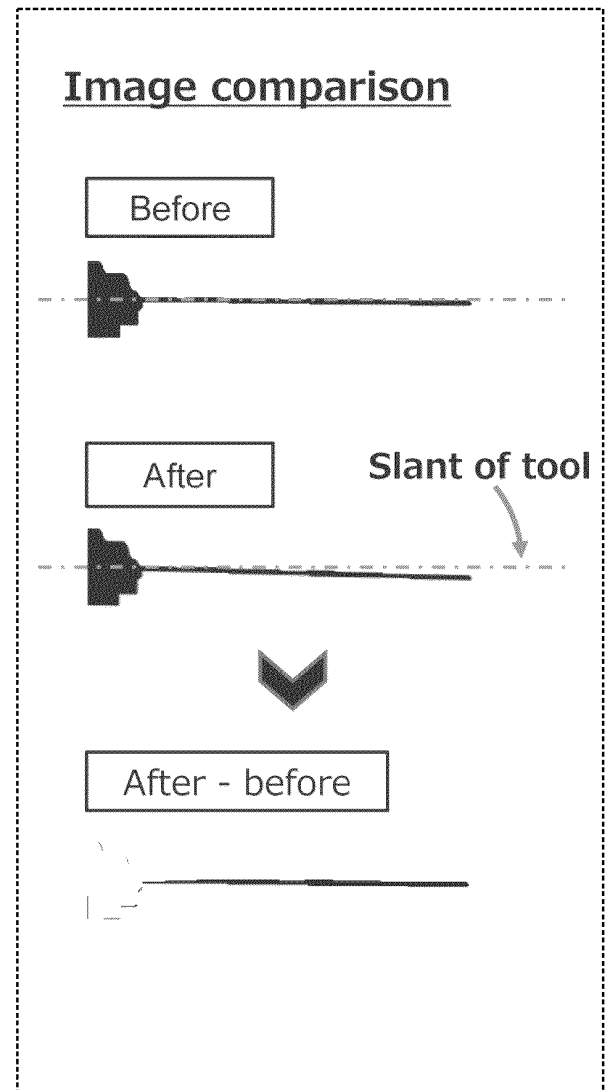 Image comparison
Before
After
Slant of tool
After - before